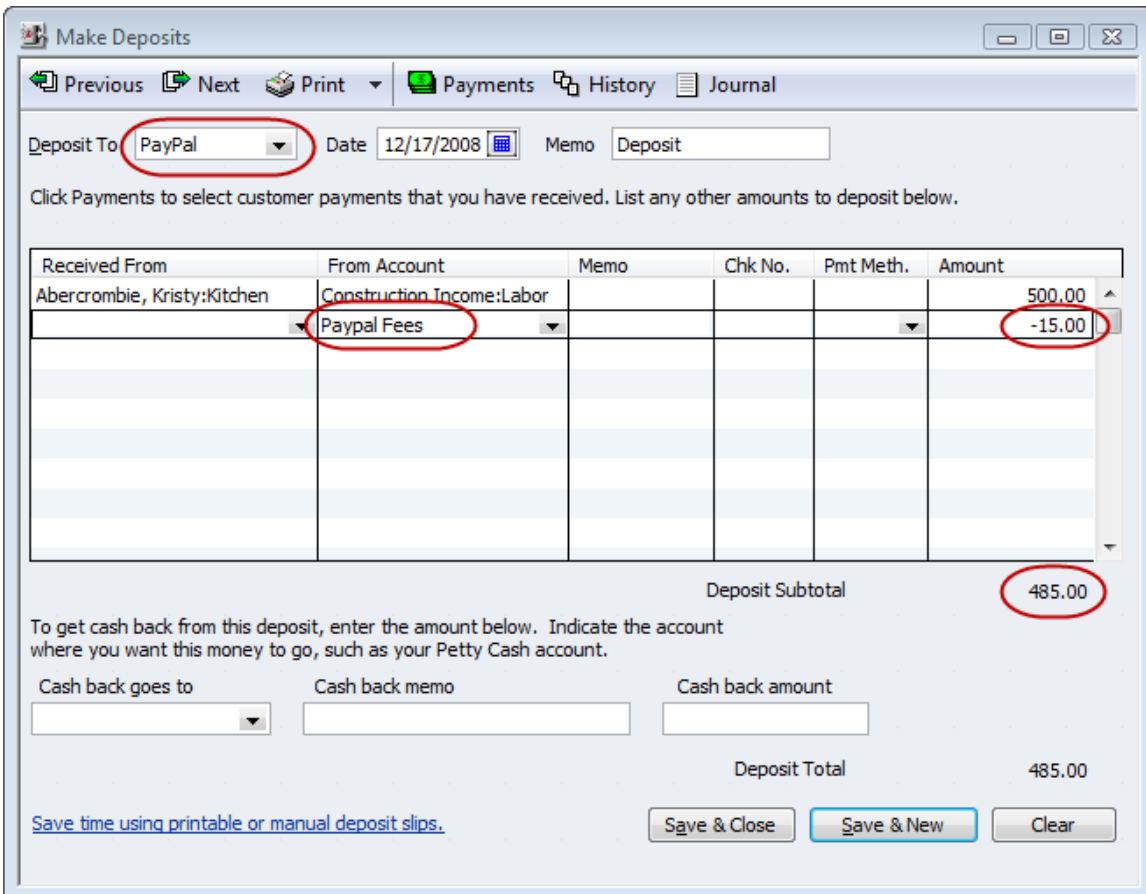 Make Deposits
Previous Next Print Payments History Journal
Deposit To PayPal Date 12/17/2008 Memo Deposit
Click Payments to select customer payments that you have received. List any other amounts to deposit below.
Received From From Account Memo Chk No. Pmt Meth. Amount
Abercrombie, Kristy:Kitchen Construction Income:Labor 500.00
Paypal Fees -15.00
Deposit Subtotal 485.00
To get cash back from this deposit, enter the amount below. Indicate the account
where you want this money to go, such as your Petty Cash account.
Cash back goes to Cash back memo Cash back amount
Deposit Total 485.00
Save time using printable or manual deposit slips. Save & Close Save & New Clear